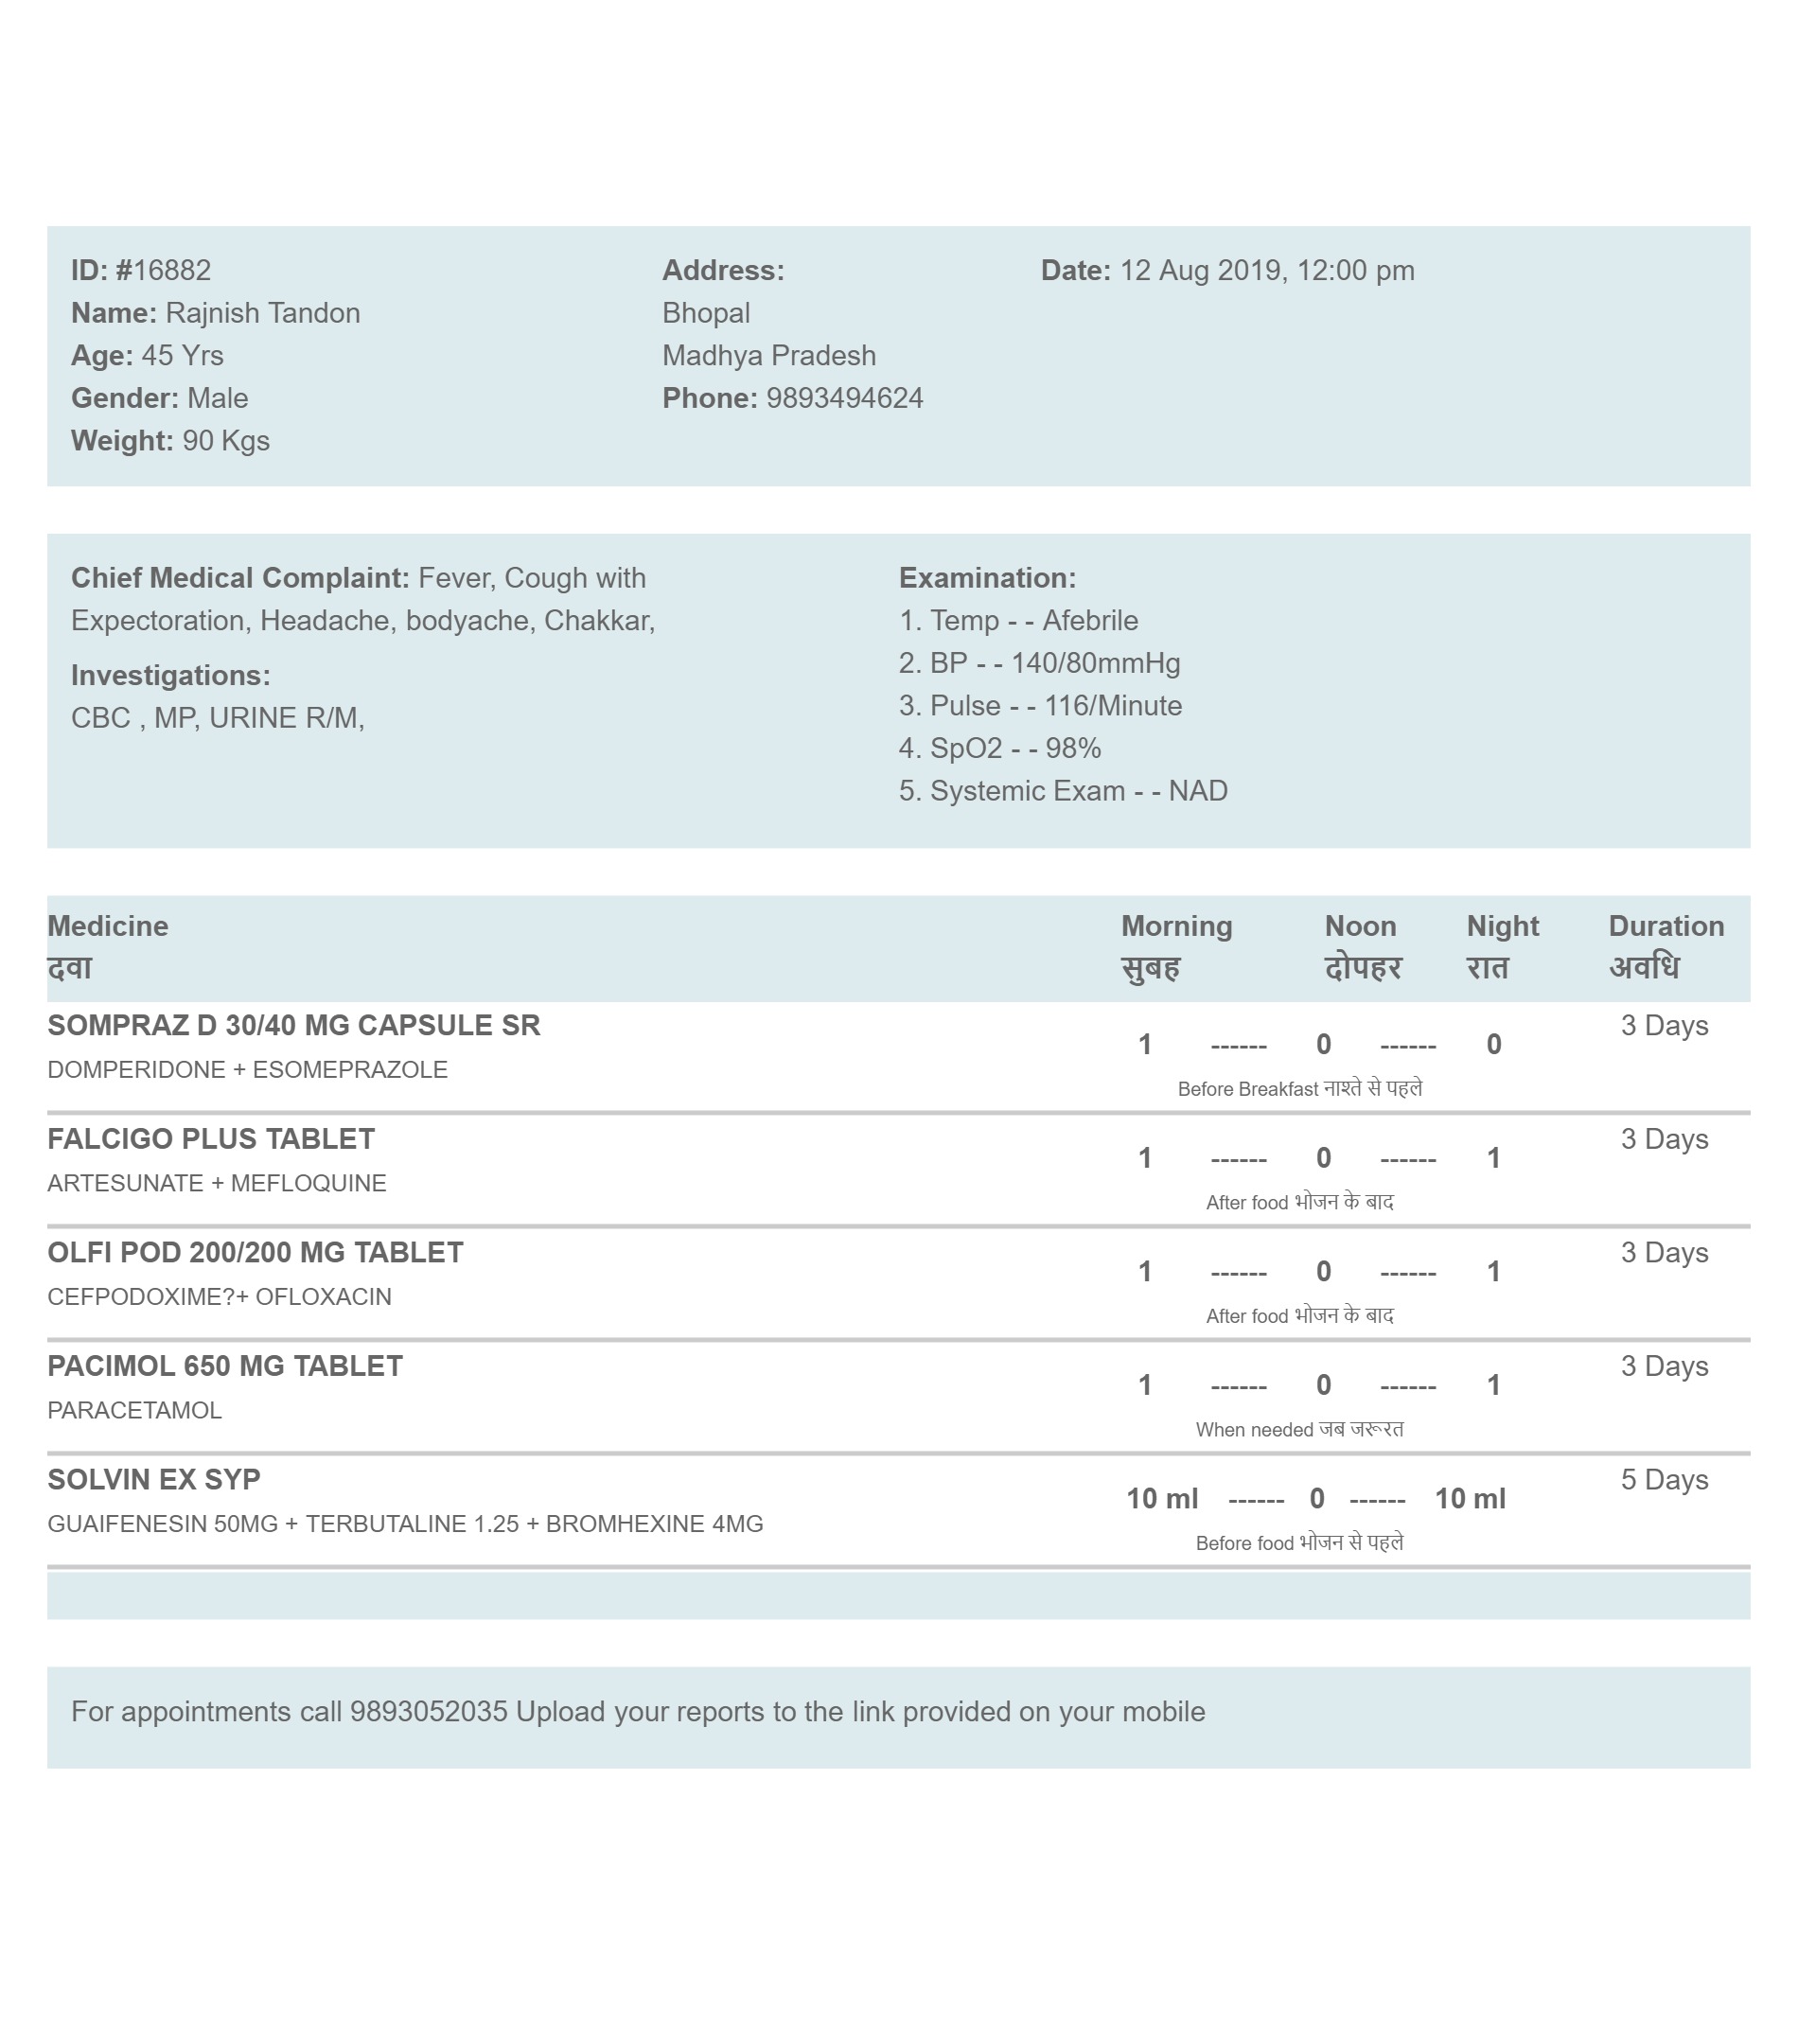 ID: #16882
Name: Rajnish Tandon
Age: 45 Yrs
Gender: Male
Weight: 90 Kgs
Address:
Bhopal
Madhya Pradesh
Phone: 9893494624
Date: 12 Aug 2019, 12:00 pm
Chief Medical Complaint: Fever, Cough with
Expectoration, Headache, bodyache, Chakkar,
Investigations:
CBC , MP, URINE R/M,
Examination:
1. Temp - - Afebrile
2. BP - - 140/80mmHg
3. Pulse - - 116/Minute
4. SpO2 - - 98%
5. Systemic Exam - - NAD
Medicine Morning Noon Night Duration
दवा सुबह दोपहर रात अवधि
SOMPRAZ D 30/40 MG CAPSULE SR 3 Days
1 ------ 0 ------ 0
DOMPERIDONE + ESOMEPRAZOLE
Before Breakfast नाश्ते से पहले
FALCIGO PLUS TABLET 3 Days
1 ------ 0 ------ 1
ARTESUNATE + MEFLOQUINE
After food भोजन के बाद
OLFI POD 200/200 MG TABLET 3 Days
1 ------ 0 ------ 1
CEFPODOXIME?+ OFLOXACIN
After food भोजन के बाद
PACIMOL 650 MG TABLET 3 Days
1 ------ 0 ------ 1
PARACETAMOL
When needed जब जरूरत
SOLVIN EX SYP 5 Days
10 ml ------ 0 ------ 10 ml
GUAIFENESIN 50MG + TERBUTALINE 1.25 + BROMHEXINE 4MG
Before food भोजन से पहले
For appointments call 9893052035 Upload your reports to the link provided on your mobile